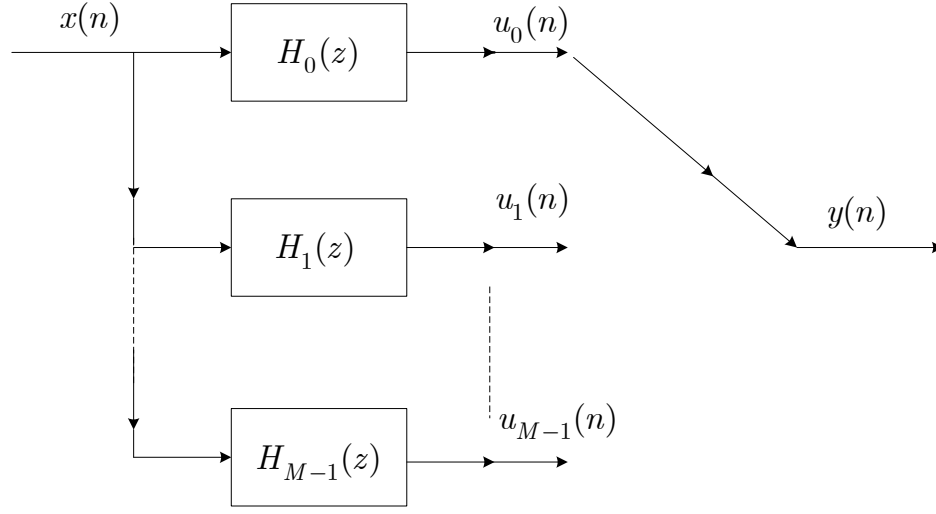 x(n)
H_0(z)
u_0(n)
H_1(z)
u_1(n)
y(n)
H_{M−1}(z)
u_{M−1}(n)